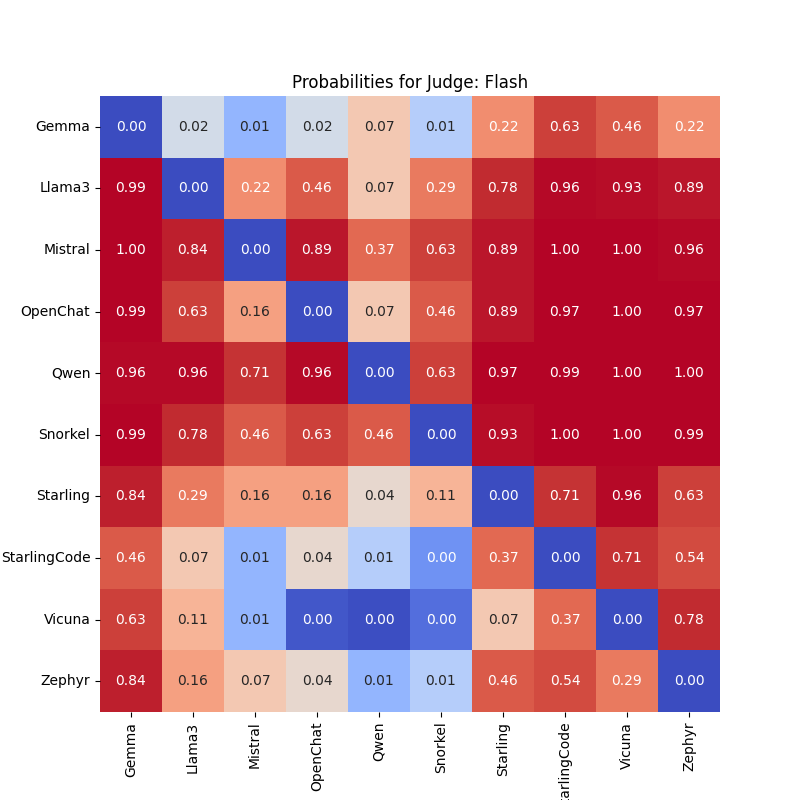 Probabilities for Judge: Flash
Gemma 0.00 0.02 0.01 0.02 0.07 0.01 0.22 0.63 0.46 0.22
Llama3 0.99 0.00 0.22 0.46 0.07 0.29 0.78 0.96 0.93 0.89
Mistral 1.00 0.84 0.00 0.89 0.37 0.63 0.89 1.00 1.00 0.96
OpenChat 0.99 0.63 0.16 0.00 0.07 0.46 0.89 0.97 1.00 0.97
Qwen 0.96 0.96 0.71 0.96 0.00 0.63 0.97 0.99 1.00 1.00
Snorkel 0.99 0.78 0.46 0.63 0.46 0.00 0.93 1.00 1.00 0.99
Starling 0.84 0.29 0.16 0.16 0.04 0.11 0.00 0.71 0.96 0.63
StarlingCode 0.46 0.07 0.01 0.04 0.01 0.00 0.37 0.00 0.71 0.54
Vicuna 0.63 0.11 0.01 0.00 0.00 0.00 0.07 0.37 0.00 0.78
Zephyr 0.84 0.16 0.07 0.04 0.01 0.01 0.46 0.54 0.29 0.00
Gemma Llama3 Mistral OpenChat Qwen Snorkel Starling arlingCode Vicuna Zephyr